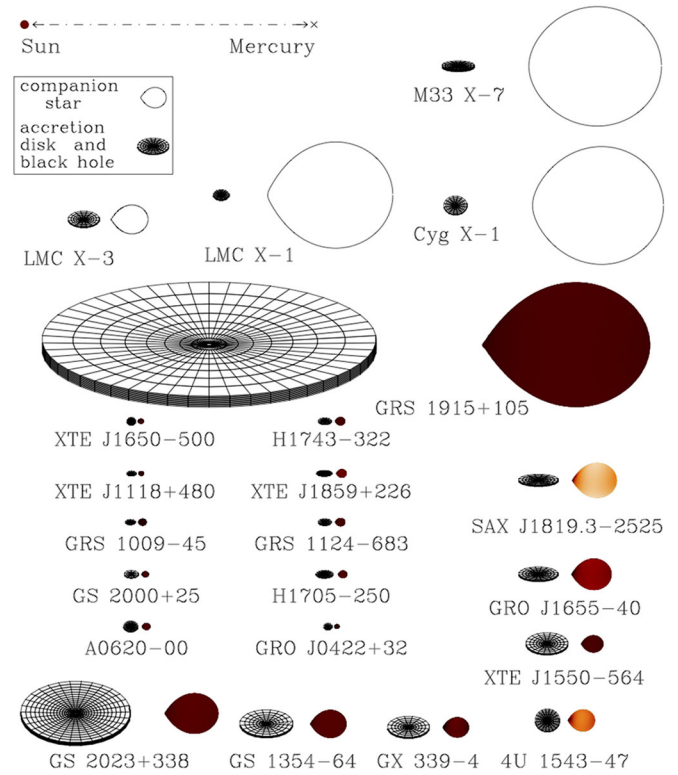 Sun Mercury
companion
star
accretion
disk and
black hole
M33 X-7
LMC X-3
LMC X-1
Cyg X-1
GRS 1915+105
XTE J1650-500
H1743-322
XTE J1118+480
XTE J1859+226
SAX J1819.3-2525
GRS 1009-45
GRS 1124-683
GS 2000+25
H1705-250
GRO J1655-40
A0620-00
GRO J0422+32
XTE J1550-564
GS 2023+338
GS 1354-64
GX 339-4
4U 1543-47